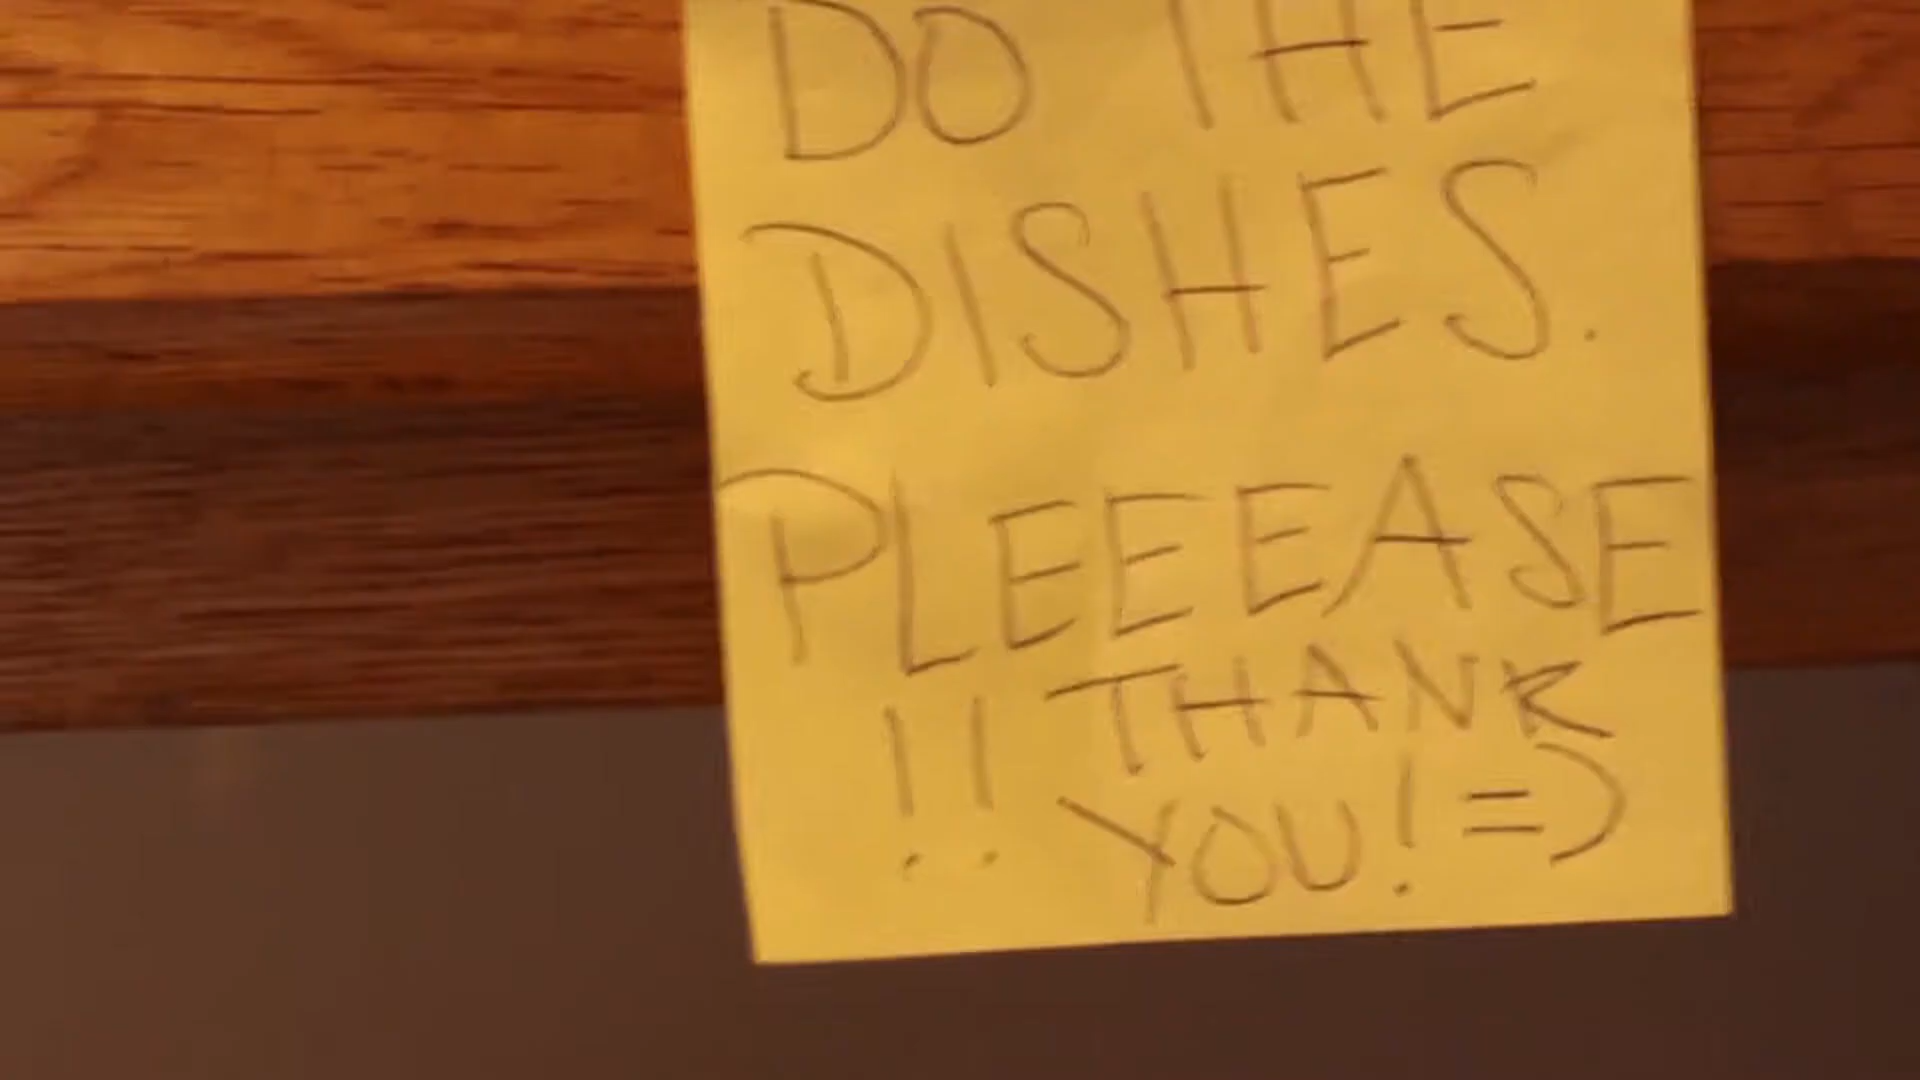 DO THE
DISHES.
PLEEEASE
!! THANK
YOU! =)